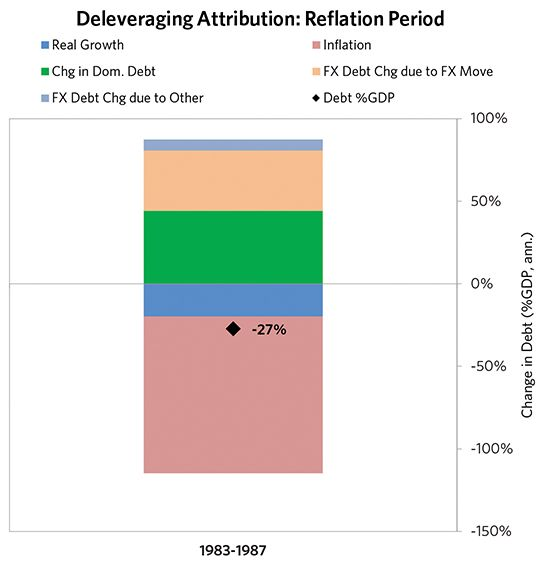 Deleveraging Attribution: Reflation Period
Real Growth
Inflation
Chg in Dom. Debt
FX Debt Chg due to FX Move
FX Debt Chg due to Other
Debt %GDP
100%
50%
0%
-50%
-100%
-150%
Change in Debt (%GDP, ann.)
-27%
1983-1987